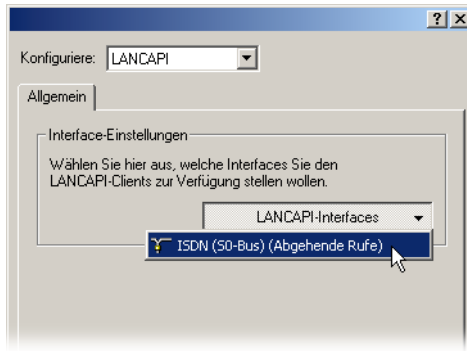 Konfiguriere: LANCAPI
Allgemein
Interface-Einstellungen
Wählen Sie hier aus, welche Interfaces Sie den
LANCAPI-Clients zur Verfügung stellen wollen.
LANCAPI-Interfaces
ISDN (S0-Bus) (Abgehende Rufe)